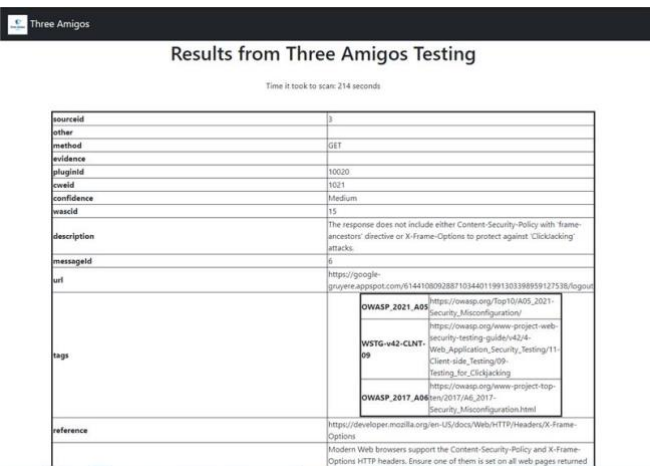 Three Amigos
Results from Three Amigos Testing
Time it took to scan: 214 seconds
sourceid 3
other
method GET
evidence
pluginId 10020
cweid 1021
confidence Medium
wascid 15
description
The response does not include either Content-Security-Policy with 'frame-
ancestors' directive or X-Frame-Options to protect against 'ClickJacking'
attacks.
messageId 6
url
https://google-
gruyere.appspot.com/614410809288710344011991303398959127538/logout
tags
OWASP_2021_A05
https://owasp.org/Top10/A05_2021-
Security_Misconfiguration/
WSTG-v42-CLNT-
09
https://owasp.org/www-project-web-
security-testing-guide/v42/4-
Web_Application_Security_Testing/11-
Client-side_Testing/09-
Testing_for_Clickjacking
OWASP_2017_A06
https://owasp.org/www-project-top-
ten/2017/A6_2017-
Security_Misconfiguration.html
reference
https://developer.mozilla.org/en-US/docs/Web/HTTP/Headers/X-Frame-
Options
Modern Web browsers support the Content-Security-Policy and X-Frame-
Options HTTP headers. Ensure one of them is set on all web pages returned